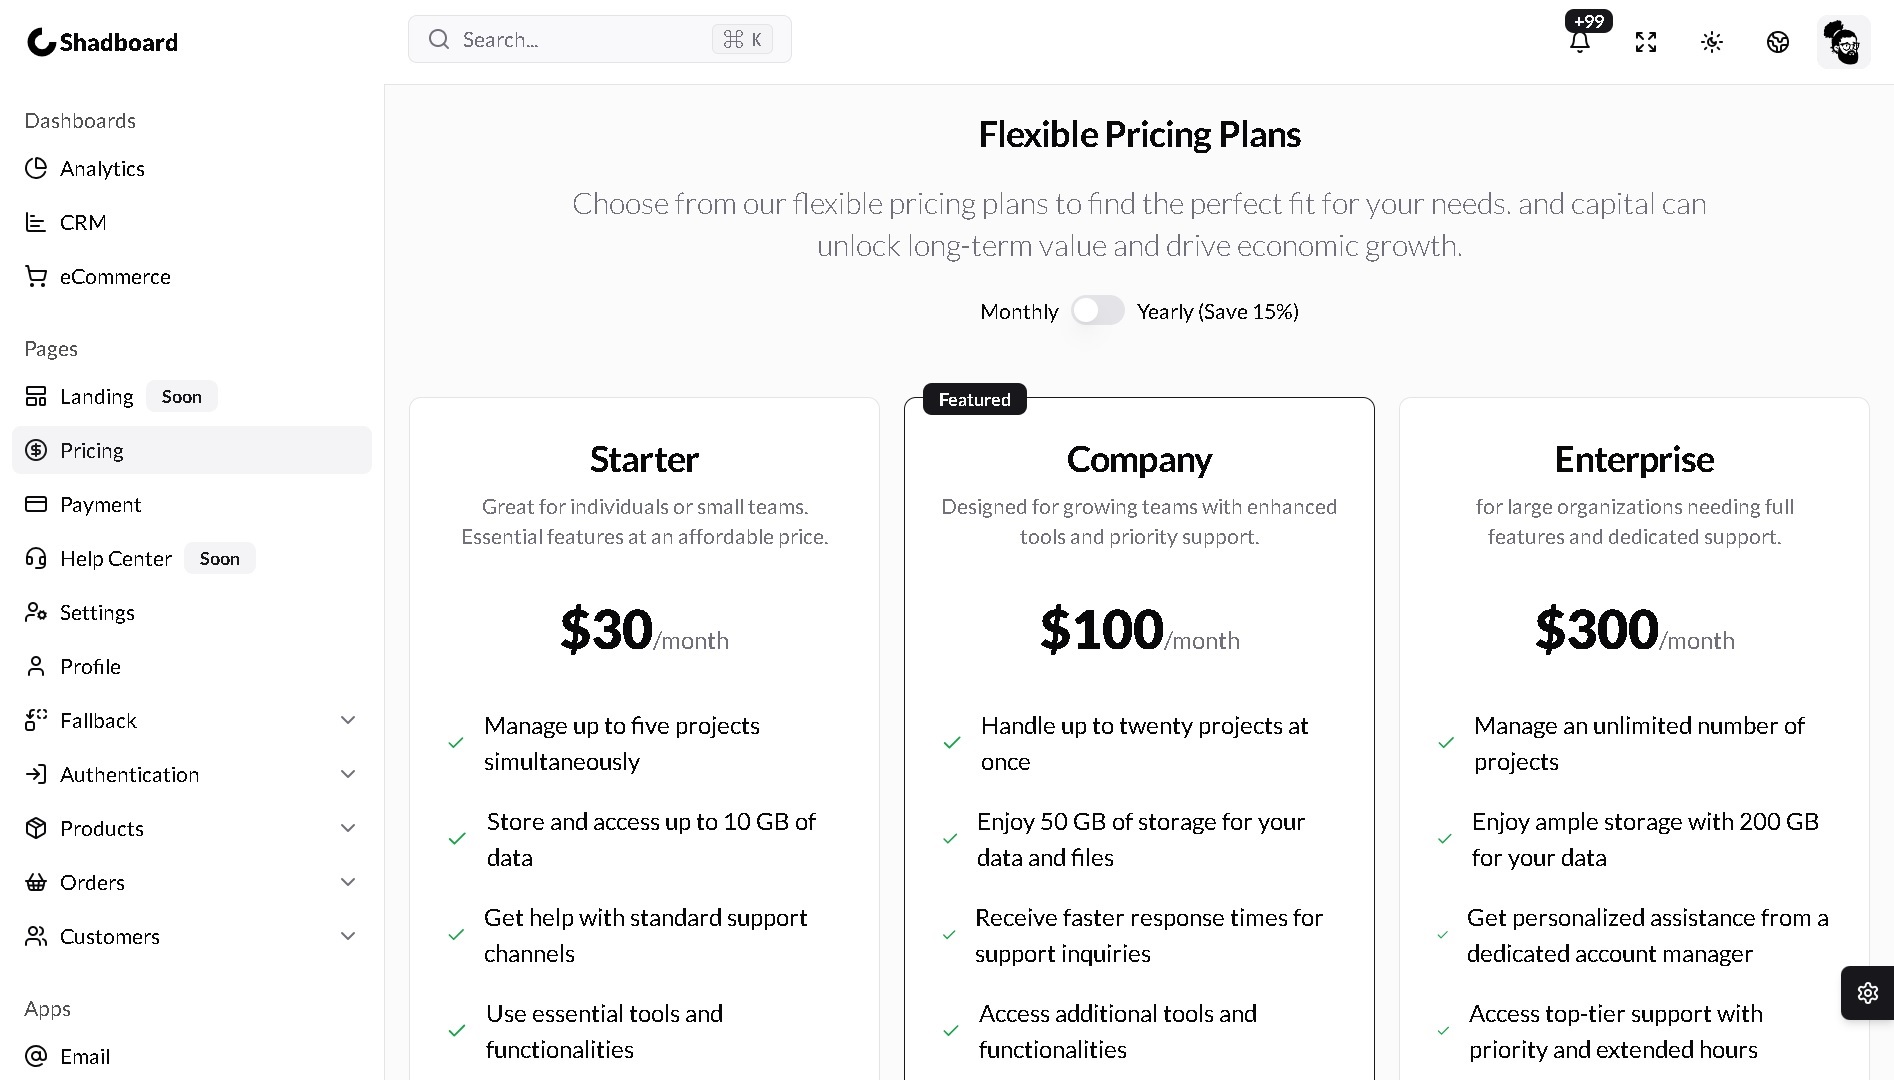 Shadboard
Search...
⌘ K
+99
Dashboards
Analytics
CRM
eCommerce
Pages
Landing
Soon
Pricing
Payment
Help Center
Soon
Settings
Profile
Fallback
Authentication
Products
Orders
Customers
Apps
Email
Flexible Pricing Plans
Choose from our flexible pricing plans to find the perfect fit for your needs. and capital can
unlock long-term value and drive economic growth.
Monthly
Yearly (Save 15%)
Starter
Great for individuals or small teams.
Essential features at an affordable price.
$30/month
Manage up to five projects
simultaneously
Store and access up to 10 GB of
data
Get help with standard support
channels
Use essential tools and
functionalities
Featured
Company
Designed for growing teams with enhanced
tools and priority support.
$100/month
Handle up to twenty projects at
once
Enjoy 50 GB of storage for your
data and files
Receive faster response times for
support inquiries
Access additional tools and
functionalities
Enterprise
for large organizations needing full
features and dedicated support.
$300/month
Manage an unlimited number of
projects
Enjoy ample storage with 200 GB
for your data
Get personalized assistance from a
dedicated account manager
Access top-tier support with
priority and extended hours